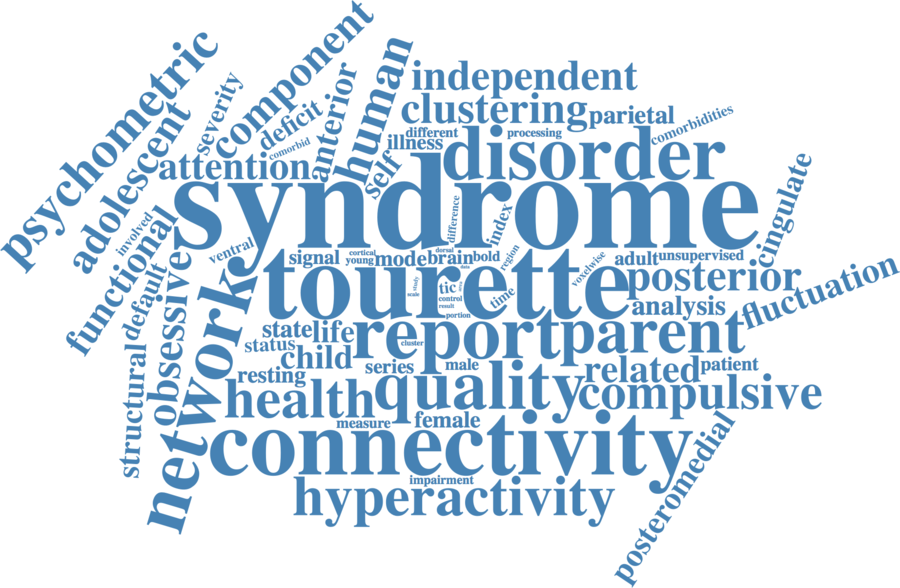 psychometric
adolescent
severity
component
deficit
comorbid
attention
anterior
human
self
independent
clustering
parietal
different
processing
illness
comorbidities
disorder
syndrome
involved
functional
ventral
difference
index
cingulate
signal
cortical
young
mode
dorsal
brain
bold
region
voxelwise
adult
unsupervised
tourette
posterior
default
obsessive
network
structural
study
scale
tic
data
control
result
portion
time
analysis
fluctuation
state
life
status
report
parent
child
cluster
series
male
related
patient
resting
health
quality
compulsive
measure
female
connectivity
impairment
hyperactivity
posteromedial